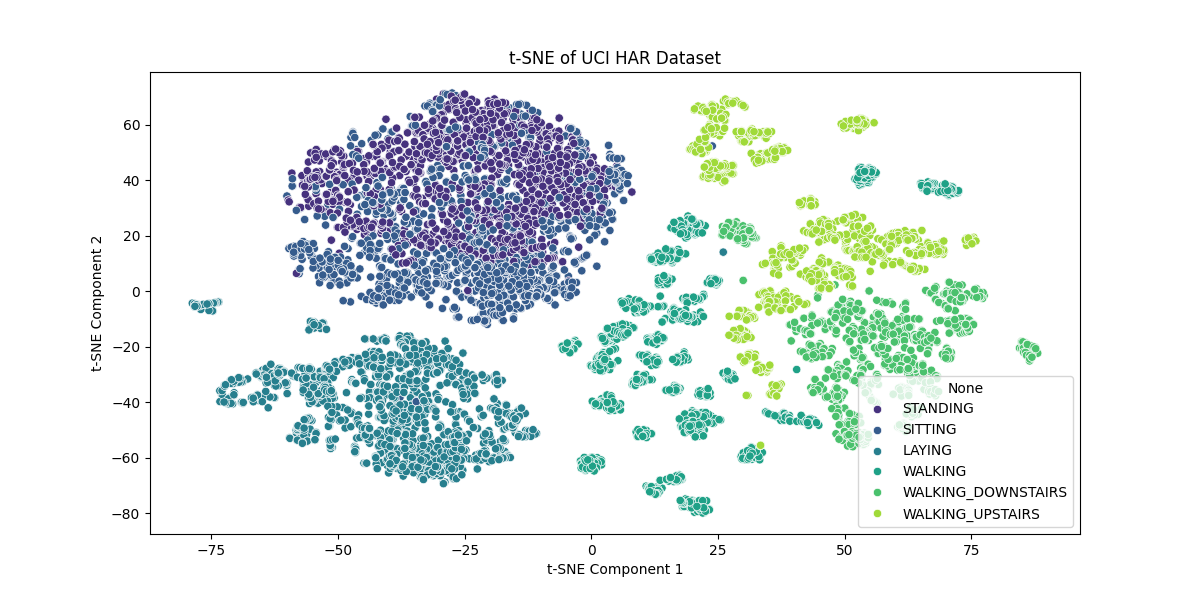 t-SNE of UCI HAR Dataset
t-SNE Component 2
60
40
20
0
−20
−40
−60
−80
None
STANDING
SITTING
LAYING
WALKING
WALKING_DOWNSTAIRS
WALKING_UPSTAIRS
−75
−50
−25
0
25
50
75
t-SNE Component 1